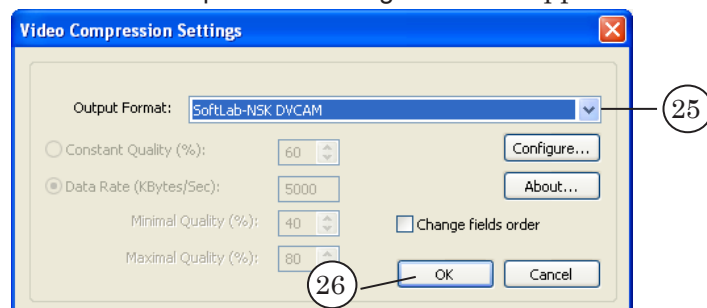 Video Compression Settings
Output Format: SoftLab-NSK DVCAM
25
Constant Quality (%): 60
Configure...
Data Rate (KBytes/Sec): 5000
About...
Minimal Quality (%): 40
Change fields order
Maximal Quality (%): 80
26
OK
Cancel